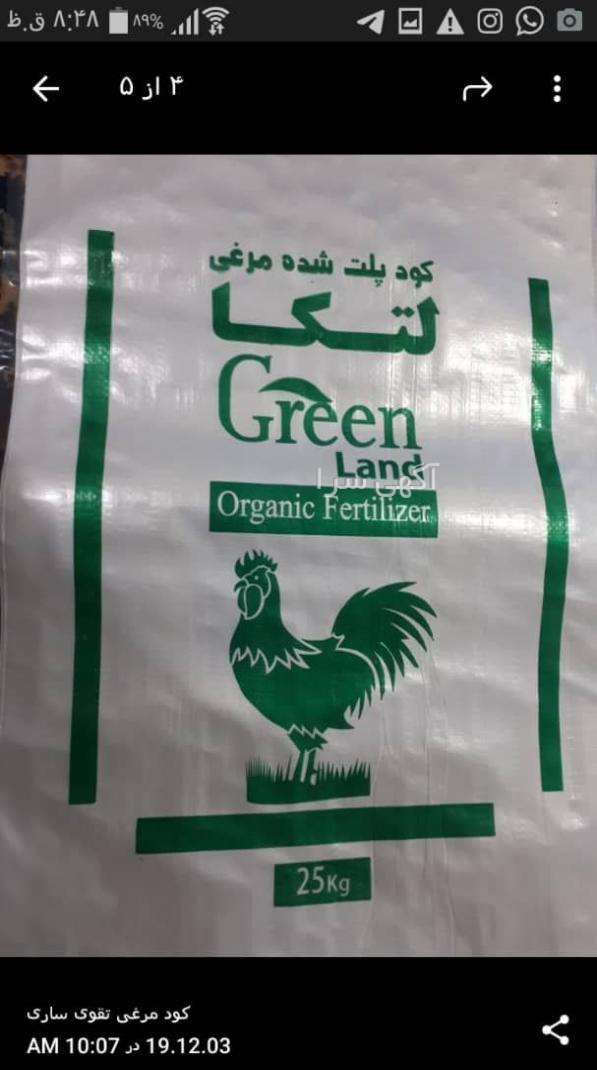 ۸:۴۸ ق.ظ ۸۹%
۴ از ۵
کود پلت شده مرغی
لتکا
Green
Land
آگهی سرا
Organic Fertilizer
25Kg
کود مرغی تقوی ساری
19.12.03 در 10:07 AM